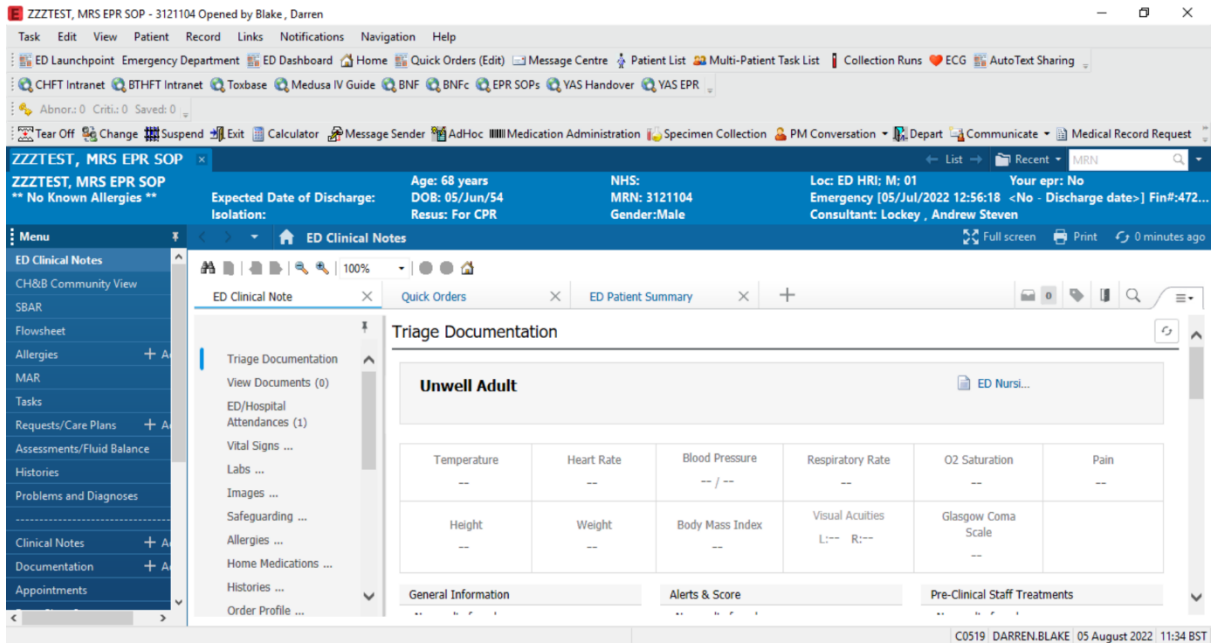 ZZZTEST, MRS EPR SOP - 3121104 Opened by Blake , Darren
Task Edit View Patient Record Links Notifications Navigation Help
ED Launchpoint Emergency Department ED Dashboard Home Quick Orders (Edit) Message Centre Patient List Multi-Patient Task List Collection Runs ECG AutoText Sharing
CHFT Intranet BTHFT Intranet Toxbase Medusa IV Guide BNF BNFc EPR SOPs YAS Handover YAS EPR
Abnor.: 0 Criti.: 0 Saved: 0
Tear Off Change Suspend Exit Calculator Message Sender AdHoc Medication Administration Specimen Collection PM Conversation Depart Communicate Medical Record Request
ZZZTEST, MRS EPR SOP List Recent MRN
ZZZTEST, MRS EPR SOP Age: 68 years NHS: Loc: ED HRI; M; 01 Your epr: No
** No Known Allergies ** Expected Date of Discharge: DOB: 05/Jun/54 MRN: 3121104 Emergency [05/Jul/2022 12:56:18 <No - Discharge date>] Fin#:472...
Isolation: Resus: For CPR Gender:Male Consultant: Lockey , Andrew Steven
Menu ED Clinical Notes Full screen Print 0 minutes ago
ED Clinical Notes
CH&B Community View
SBAR
Flowsheet
Allergies + A
MAR
Tasks
Requests/Care Plans + A
Assessments/Fluid Balance
Histories
Problems and Diagnoses
Clinical Notes + A
Documentation + A
Appointments
100%
ED Clinical Note Quick Orders ED Patient Summary 0
Triage Documentation
View Documents (0)
ED/Hospital
Attendances (1)
Vital Signs ...
Labs ...
Images ...
Safeguarding ...
Allergies ...
Home Medications ...
Histories ...
Order Profile ...
Triage Documentation
Unwell Adult ED Nursi...
Temperature Heart Rate Blood Pressure Respiratory Rate O2 Saturation Pain
-- -- -- / -- -- -- --
Height Weight Body Mass Index Visual Acuities Glasgow Coma
Scale
-- -- -- L:-- R:-- --
General Information Alerts & Score Pre-Clinical Staff Treatments
C0519 DARREN.BLAKE 05 August 2022 11:34 BST